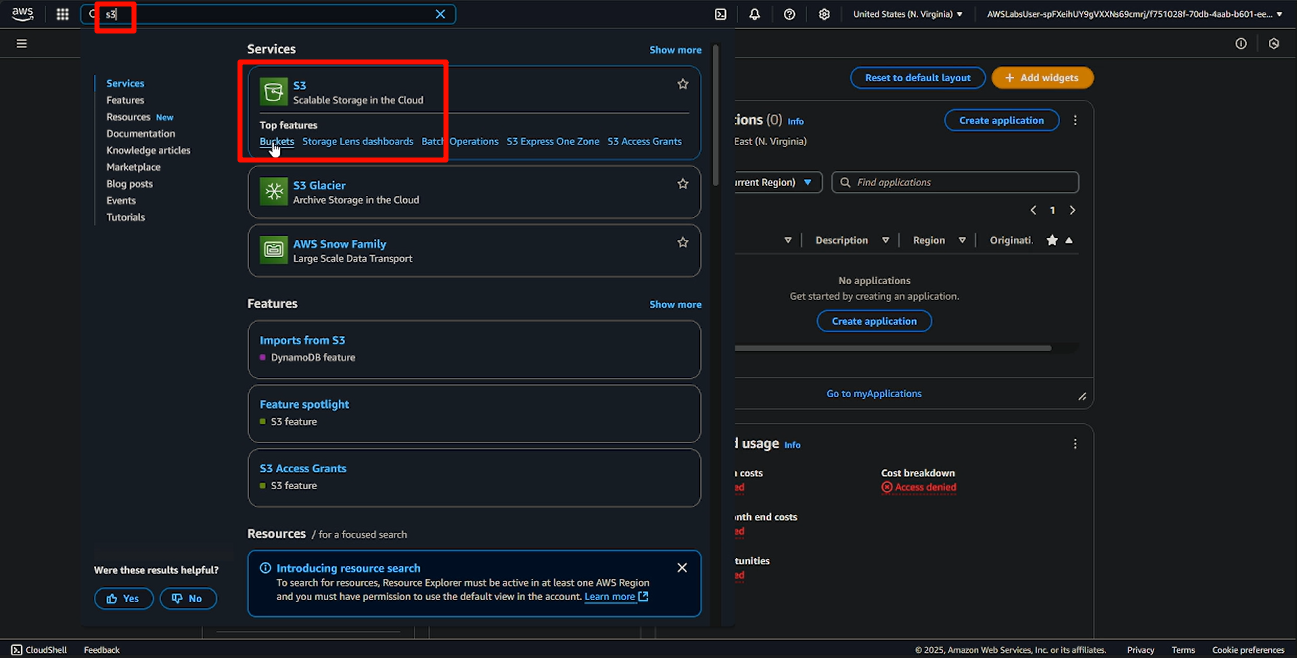 aws
s3
United States (N. Virginia)
AWSLabsUser-spFXeihUY9gVXXNs69cmrj/f751028f-70db-4aab-b601-ee...
Services
Features
Resources New
Documentation
Knowledge articles
Marketplace
Blog posts
Events
Tutorials
Were these results helpful?
Yes
No
Services
Show more
S3
Scalable Storage in the Cloud
Top features
Buckets Storage Lens dashboards Batch Operations S3 Express One Zone S3 Access Grants
S3 Glacier
Archive Storage in the Cloud
AWS Snow Family
Large Scale Data Transport
Features
Show more
Imports from S3
DynamoDB feature
Feature spotlight
S3 feature
S3 Access Grants
S3 feature
Resources / for a focused search
Introducing resource search
To search for resources, Resource Explorer must be active in at least one AWS Region
and you must have permission to use the default view in the account. Learn more
Reset to default layout
+ Add widgets
tions (0) Info
Create application
East (N. Virginia)
urrent Region)
Find applications
1
Description
Region
Originati.
No applications
Get started by creating an application.
Create application
Go to myApplications
d usage Info
costs
ed
Cost breakdown
Access denied
onth end costs
ed
tunities
ed
CloudShell
Feedback
© 2025, Amazon Web Services, Inc. or its affiliates.
Privacy
Terms
Cookie preferences